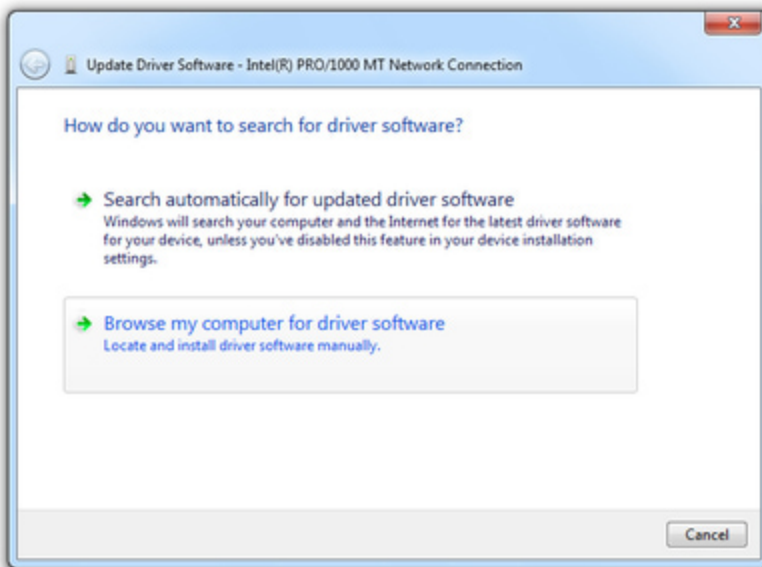 Update Driver Software - Intel(R) PRO/1000 MT Network Connection
How do you want to search for driver software?
Search automatically for updated driver software
Windows will search your computer and the Internet for the latest driver software
for your device, unless you've disabled this feature in your device installation
settings.
Browse my computer for driver software
Locate and install driver software manually.
Cancel